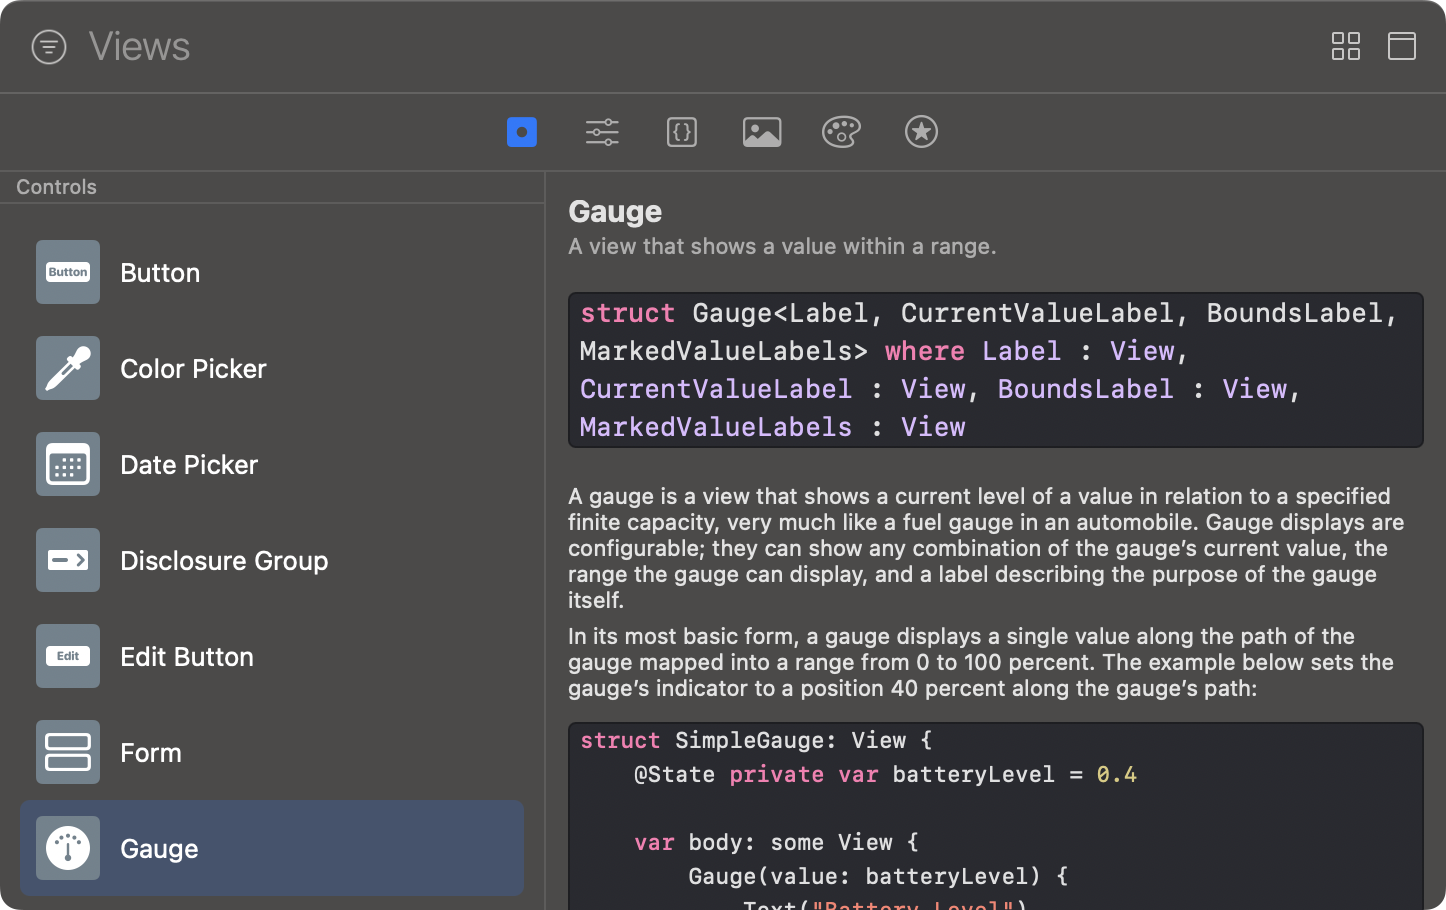 Views
Controls
Button
Button
Color Picker
Date Picker
Disclosure Group
Edit
Edit Button
Form
Gauge
Gauge
A view that shows a value within a range.
struct Gauge<Label, CurrentValueLabel, BoundsLabel,
MarkedValueLabels> where Label : View,
CurrentValueLabel : View, BoundsLabel : View,
MarkedValueLabels : View
A gauge is a view that shows a current level of a value in relation to a specified
finite capacity, very much like a fuel gauge in an automobile. Gauge displays are
configurable; they can show any combination of the gauge’s current value, the
range the gauge can display, and a label describing the purpose of the gauge
itself.
In its most basic form, a gauge displays a single value along the path of the
gauge mapped into a range from 0 to 100 percent. The example below sets the
gauge’s indicator to a position 40 percent along the gauge’s path:
struct SimpleGauge: View {
@State private var batteryLevel = 0.4
var body: some View {
Gauge(value: batteryLevel) {
Text("Battery Level")